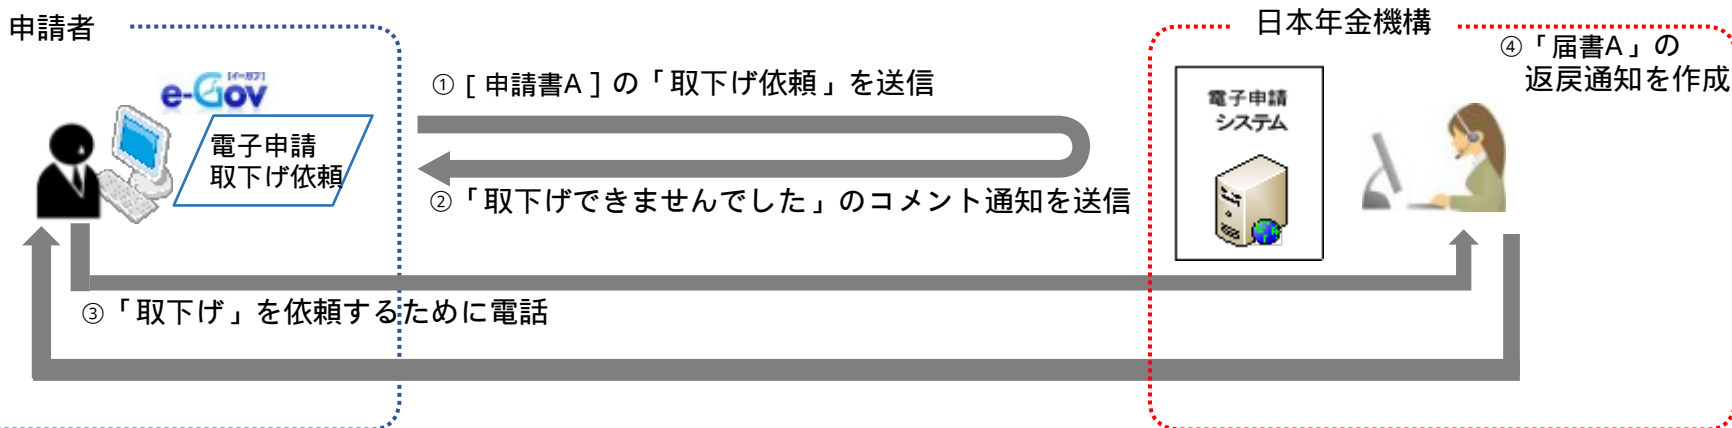 申請者
日本年金機構
④「届書A」の
返戻通知を作成
[イーガブ]
e-Gov
①[申請書A]の「取下げ依頼」を送信
電子申請
システム
電子申請
取下げ依頼
②「取下げできませんでした」のコメント通知を送信
③「取下げ」を依頼するために電話